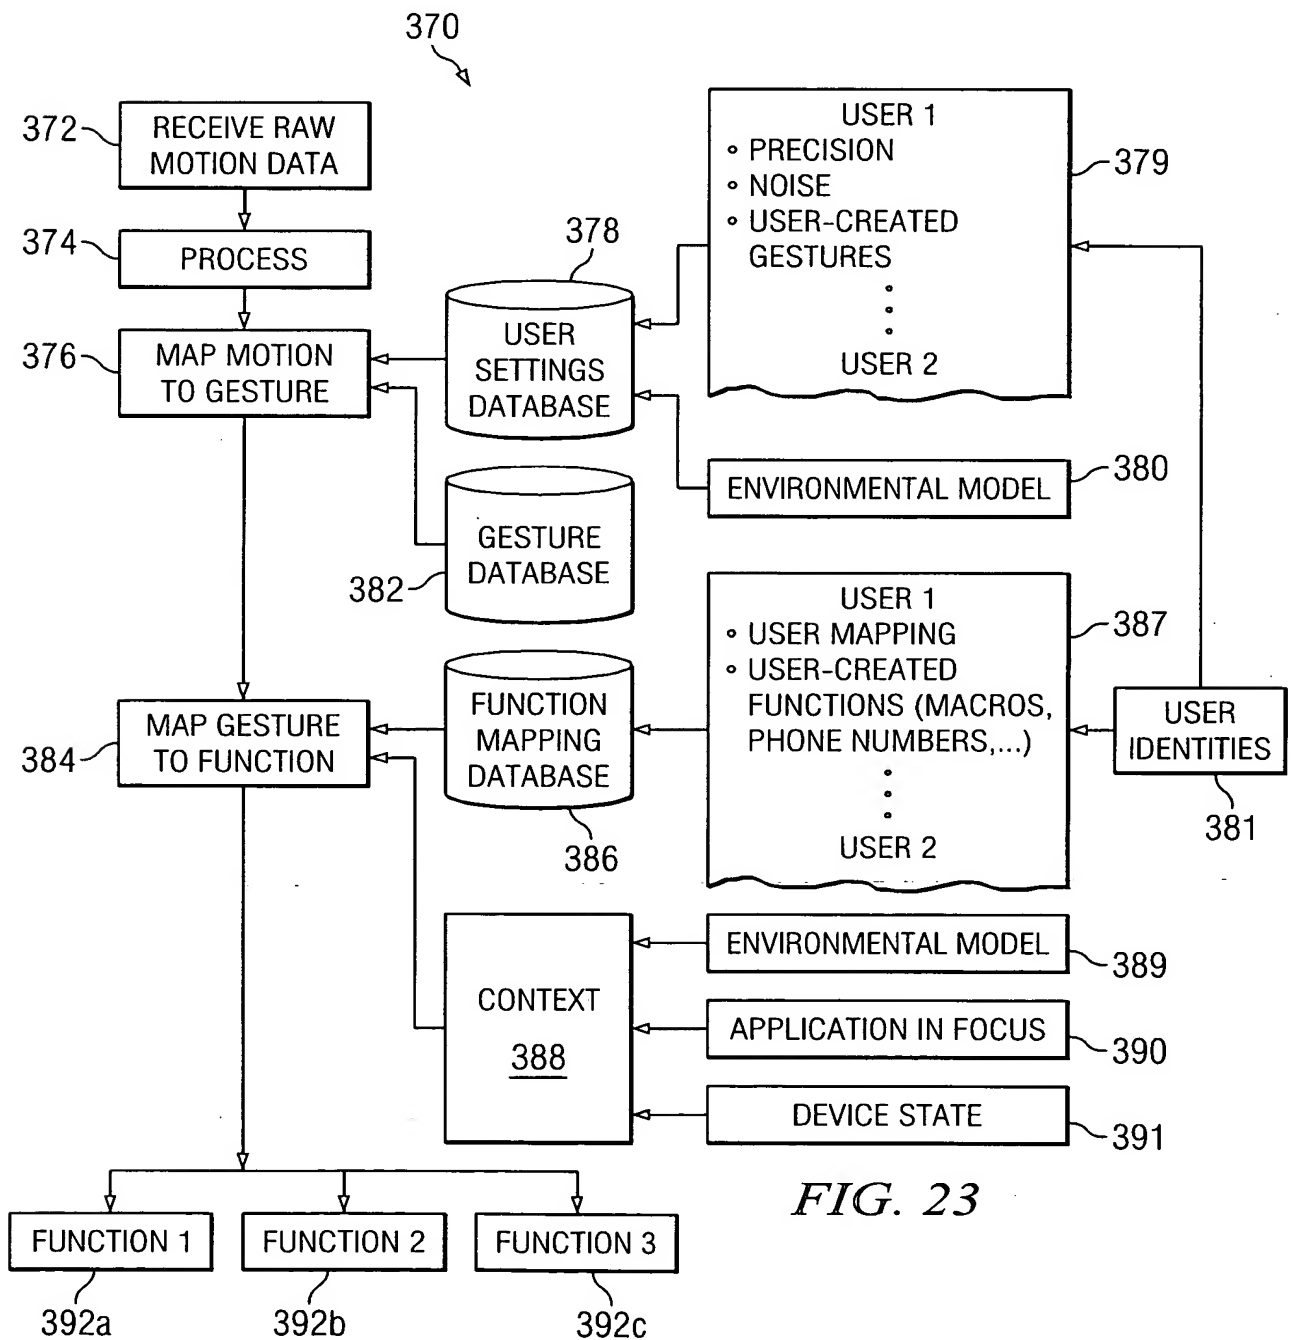 370
372
RECEIVE RAW
MOTION DATA
374
PROCESS
376
MAP MOTION
TO GESTURE
378
USER
SETTINGS
DATABASE
USER 1
• PRECISION
• NOISE
• USER-CREATED
GESTURES
USER 2
379
ENVIRONMENTAL MODEL
380
GESTURE
DATABASE
382
USER 1
• USER MAPPING
• USER-CREATED
FUNCTIONS (MACROS,
PHONE NUMBERS,...)
USER 2
387
USER
IDENTITIES
381
384
MAP GESTURE
TO FUNCTION
FUNCTION
MAPPING
DATABASE
386
CONTEXT
388
ENVIRONMENTAL MODEL
389
APPLICATION IN FOCUS
390
DEVICE STATE
391
FUNCTION 1
392a
FUNCTION 2
392b
FUNCTION 3
392c
FIG. 23